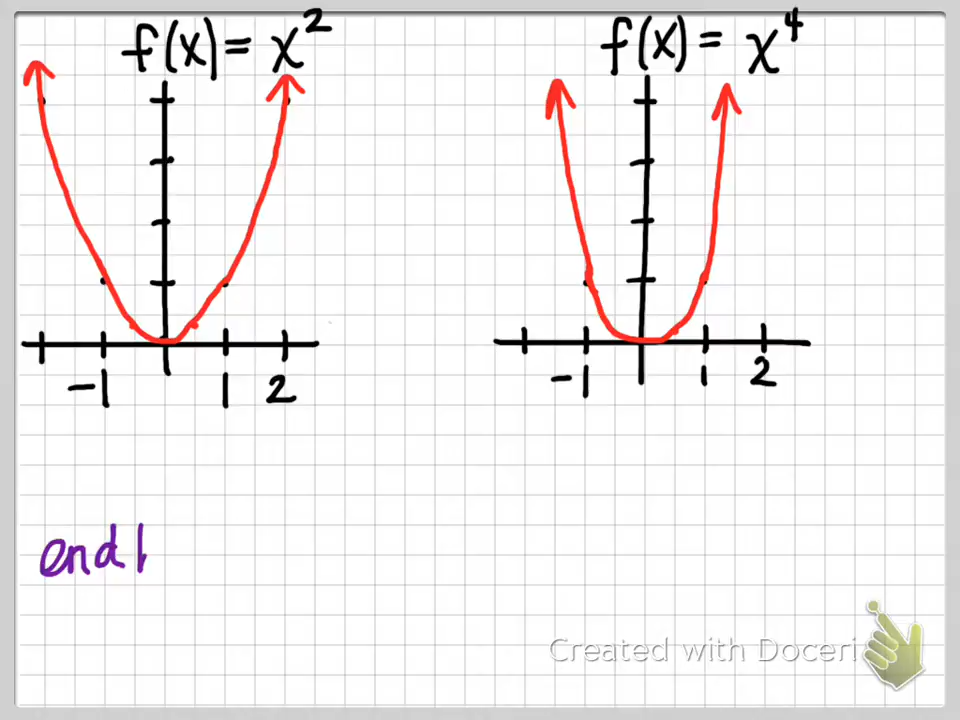 f(x) = x²
f(x) = x⁴
-1 1 2
-1 1 2
end b
Created with Doceri